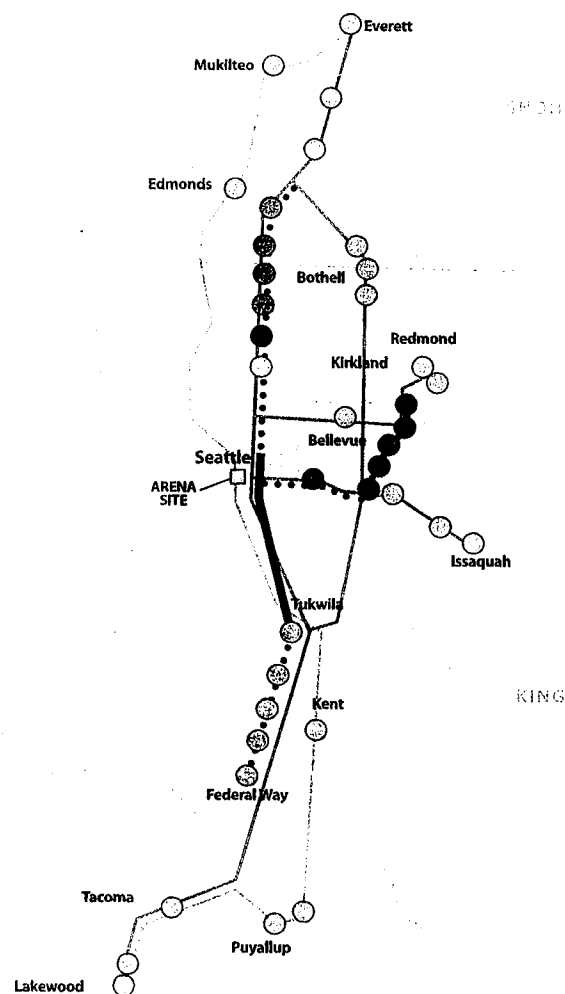 Everett
Mukilteo
Edmonds
Bothell
Redmond
Kirkland
Bellevue
Seattle
ARENA
SITE
Issaquah
Tukwila
KING
Kent
Federal Way
Tacoma
Puyallup
Lakewood